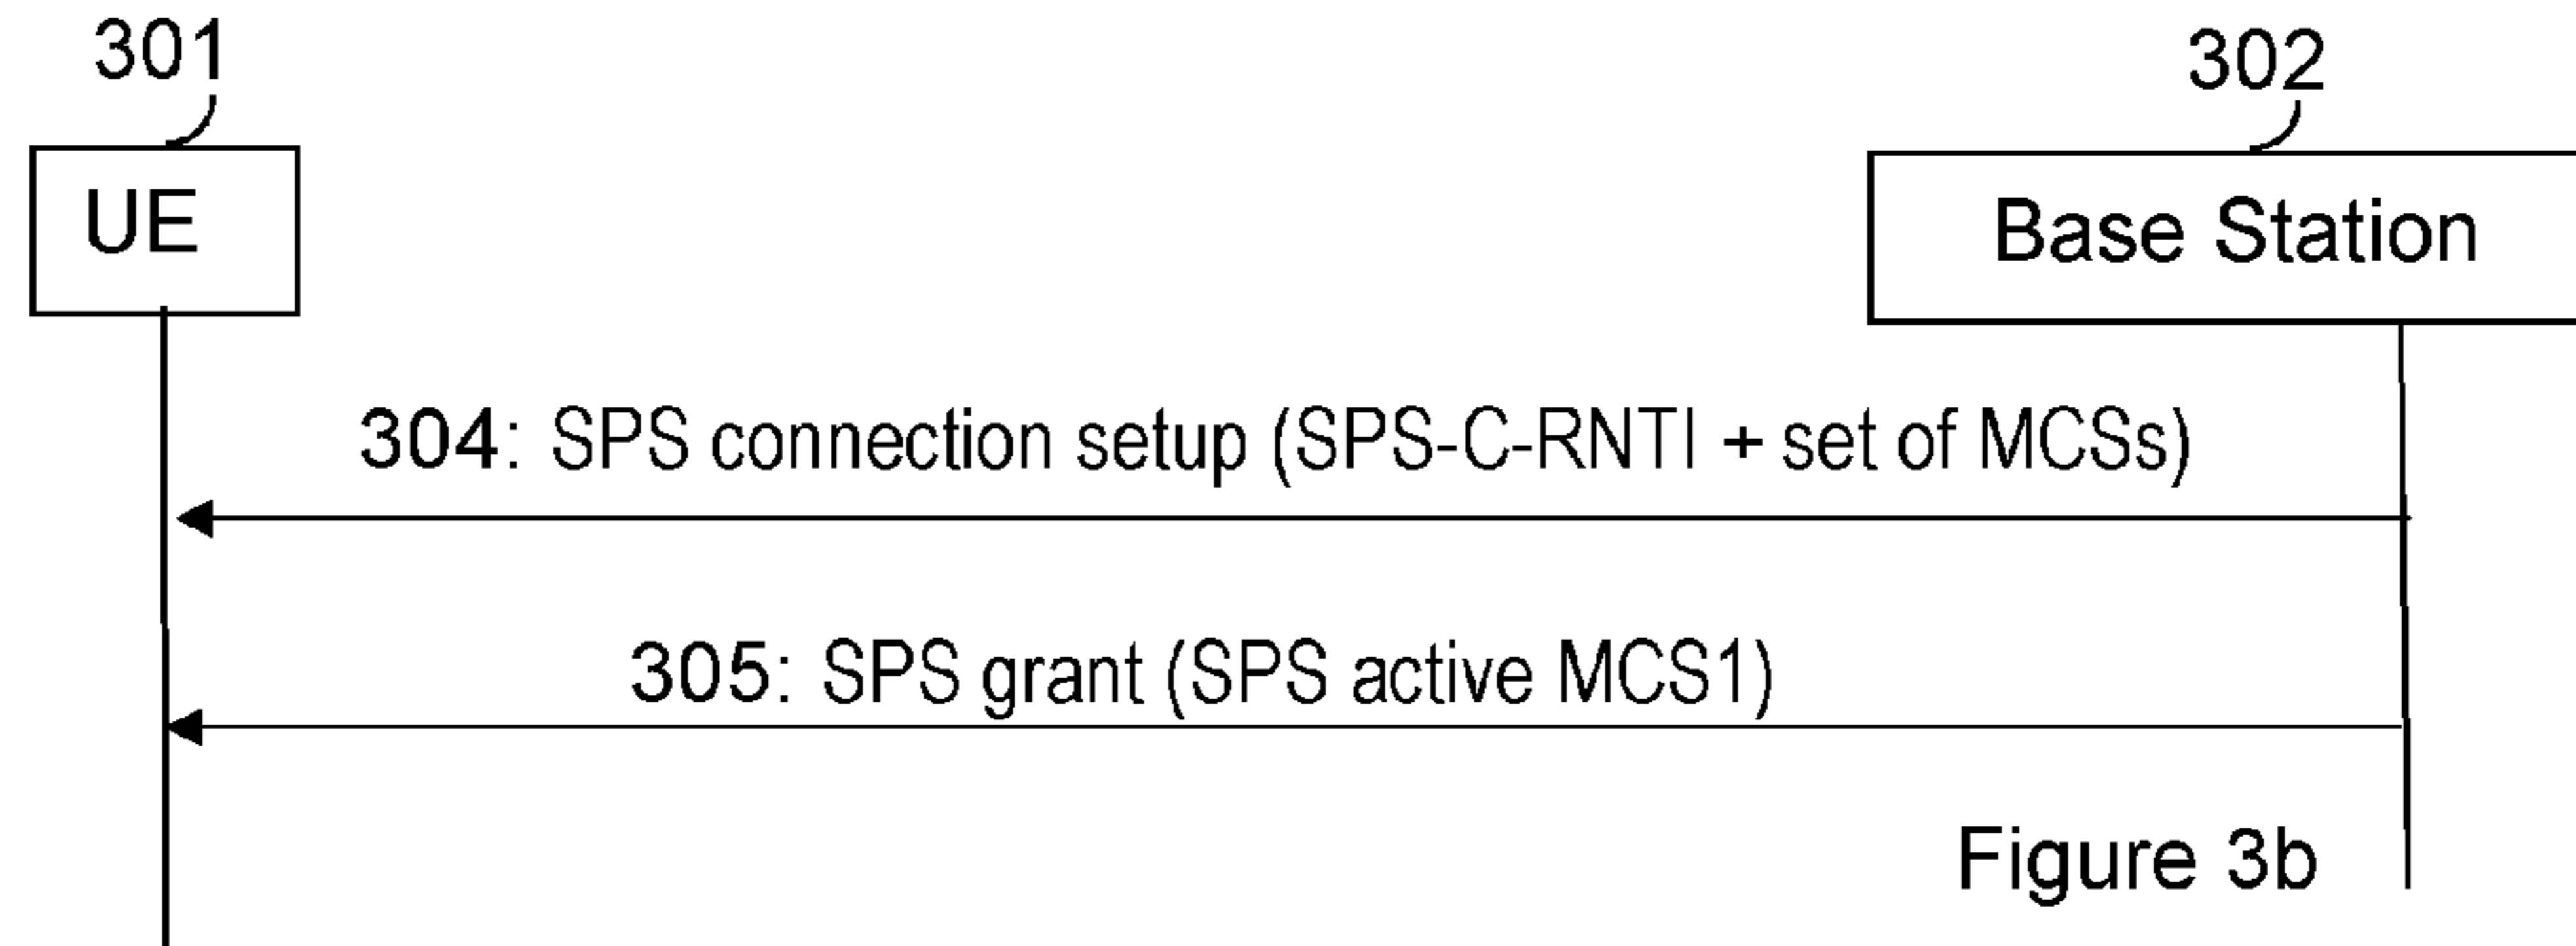 301
302
UE
Base Station
304: SPS connection setup (SPS-C-RNTI + set of MCSs)
305: SPS grant (SPS active MCS1)
Figure 3b